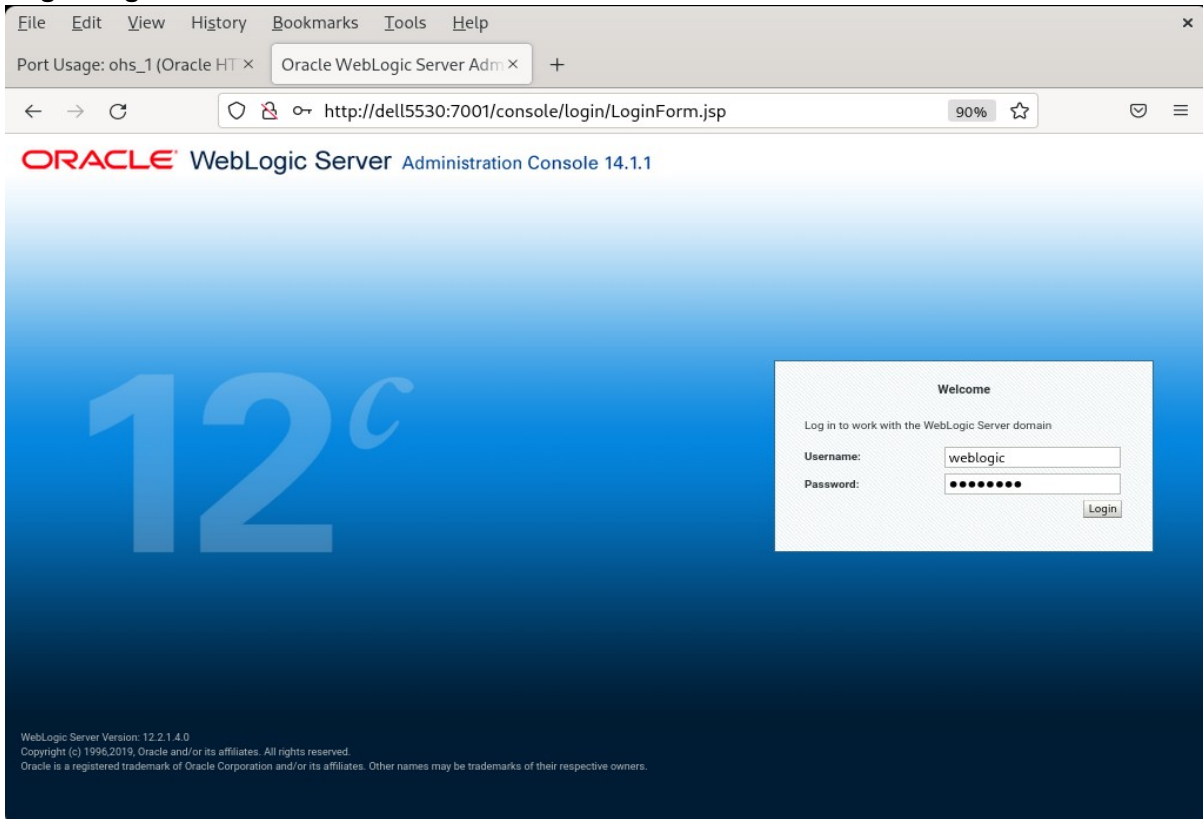 File Edit View History Bookmarks Tools Help ×
Port Usage: ohs_1 (Oracle HT × Oracle WebLogic Server Adm × +
http://dell5530:7001/console/login/LoginForm.jsp 90%
ORACLE® WebLogic Server Administration Console 14.1.1
12c
Welcome
Log in to work with the WebLogic Server domain
Username: weblogic
Password: ●●●●●●●●
Login
WebLogic Server Version: 12.2.1.4.0
Copyright (c) 1996,2019, Oracle and/or its affiliates. All rights reserved.
Oracle is a registered trademark of Oracle Corporation and/or its affiliates. Other names may be trademarks of their respective owners.